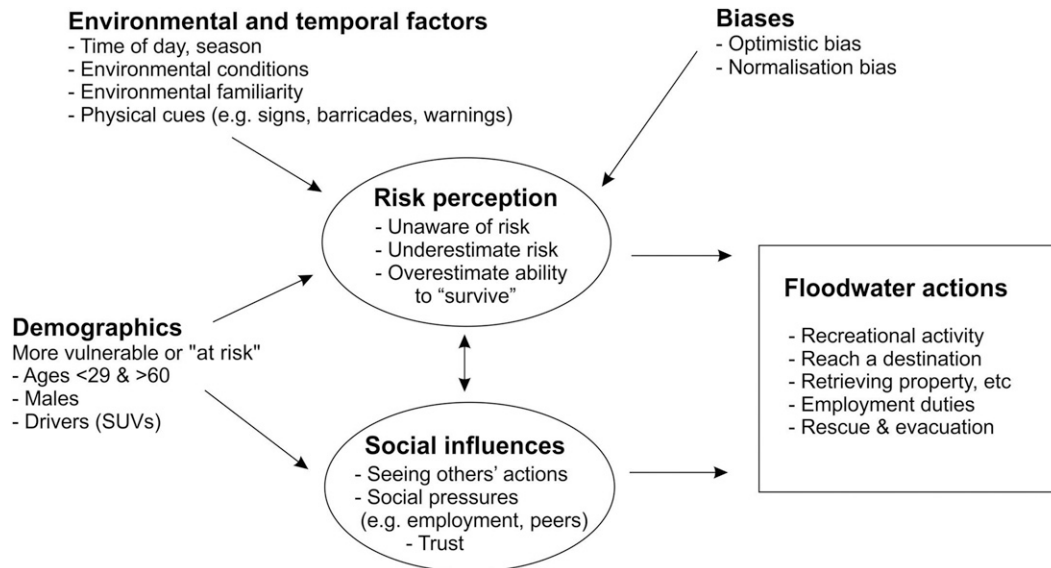 Environmental and temporal factors
- Time of day, season
- Environmental conditions
- Environmental familiarity
- Physical cues (e.g. signs, barricades, warnings)
Biases
- Optimistic bias
- Normalisation bias
Risk perception
- Unaware of risk
- Underestimate risk
- Overestimate ability
to “survive”
Demographics
More vulnerable or "at risk"
- Ages <29 & >60
- Males
- Drivers (SUVs)
Social influences
- Seeing others’ actions
- Social pressures
(e.g. employment, peers)
- Trust
Floodwater actions
- Recreational activity
- Reach a destination
- Retrieving property, etc
- Employment duties
- Rescue & evacuation